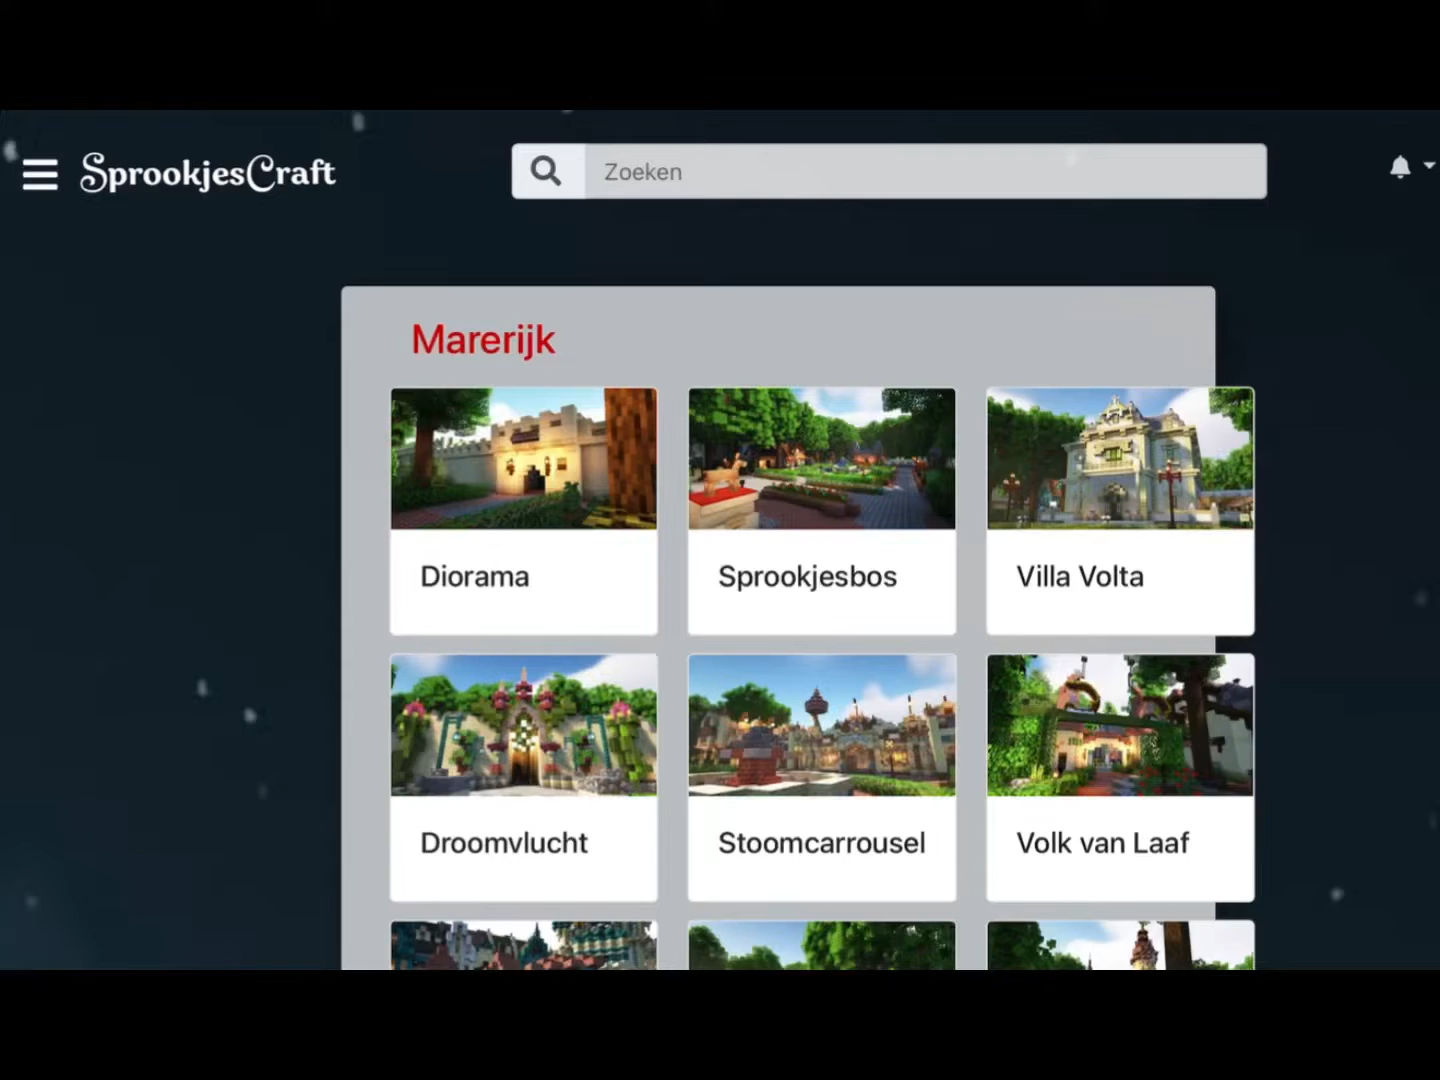 SprookjesCraft
Zoeken
Marerijk
Diorama
Sprookjesbos
Villa Volta
Droomvlucht
Stoomcarrousel
Volk van Laaf